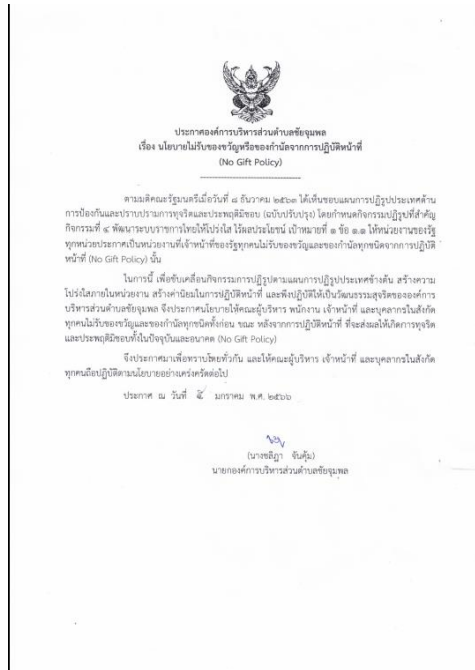 ประกาศองค์การบริหารส่วนตำบลชัยจุมพล
เรื่อง นโยบายไม่รับของขวัญหรือของกำนัลจากการปฏิบัติหน้าที่
(No Gift Policy)
ตามมติคณะรัฐมนตรีเมื่อวันที่ ๘ ธันวาคม ๒๕๖๓ ได้เห็นชอบแผนการปฏิรูปประเทศด้าน
การป้องกันและปราบปรามการทุจริตและประพฤติมิชอบ (ฉบับปรับปรุง) โดยกำหนดกิจกรรมปฏิรูปที่สำคัญ
กิจกรรมที่ ๔ พัฒนาระบบราชการไทยให้โปร่งใส ไร้ผลประโยชน์ เป้าหมายที่ ๑ ข้อ ๑.๑ ให้หน่วยงานของรัฐ
ทุกหน่วยประกาศเป็นหน่วยงานที่เจ้าหน้าที่ของรัฐทุกคนไม่รับของขวัญและของกำนัลทุกชนิดจากการปฏิบัติ
หน้าที่ (No Gift Policy) นั้น
ในการนี้ เพื่อขับเคลื่อนกิจกรรมการปฏิรูปตามแผนการปฏิรูปประเทศข้างต้น สร้างความ
โปร่งใสภายในหน่วยงาน สร้างค่านิยมในการปฏิบัติหน้าที่ และพึงปฏิบัติให้เป็นวัฒนธรรมสุจริตขององค์การ
บริหารส่วนตำบลชัยจุมพล จึงประกาศนโยบายให้คณะผู้บริหาร พนักงาน เจ้าหน้าที่ และบุคลากรในสังกัด
ทุกคนไม่รับของขวัญและของกำนัลทุกชนิดทั้งก่อน ขณะ หลังจากการปฏิบัติหน้าที่ ที่จะส่งผลให้เกิดการทุจริต
และประพฤติมิชอบทั้งในปัจจุบันและอนาคต (No Gift Policy)
จึงประกาศมาเพื่อทราบโดยทั่วกัน และให้คณะผู้บริหาร เจ้าหน้าที่ และบุคลากรในสังกัด
ทุกคนถือปฏิบัติตามนโยบายอย่างเคร่งครัดต่อไป
ประกาศ ณ วันที่ ๕ มกราคม พ.ศ. ๒๕๖๖
(นางชลิฎา จันคุ้ม)
นายกองค์การบริหารส่วนตำบลชัยจุมพล